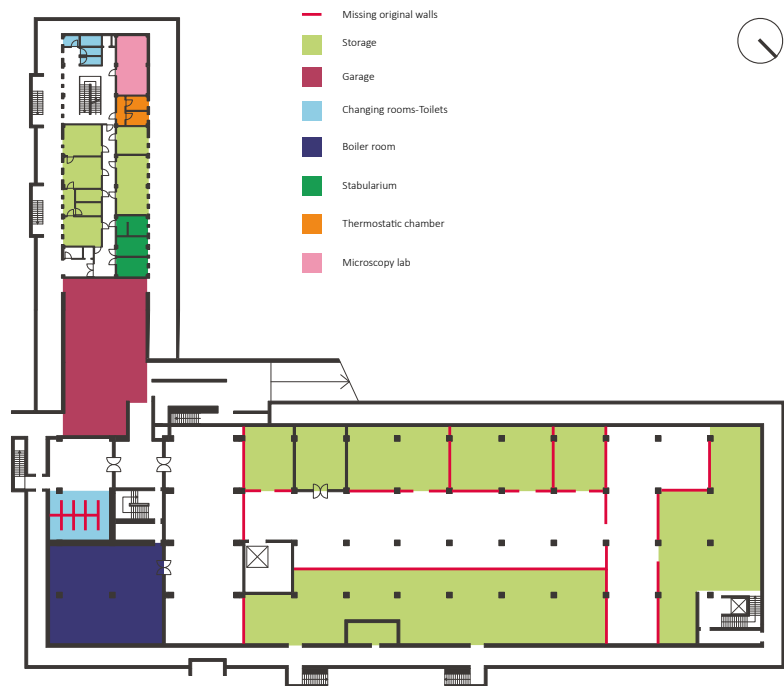 Missing original walls
Storage
Garage
Changing rooms-Toilets
Boiler room
Stabularium
Thermostatic chamber
Microscopy lab